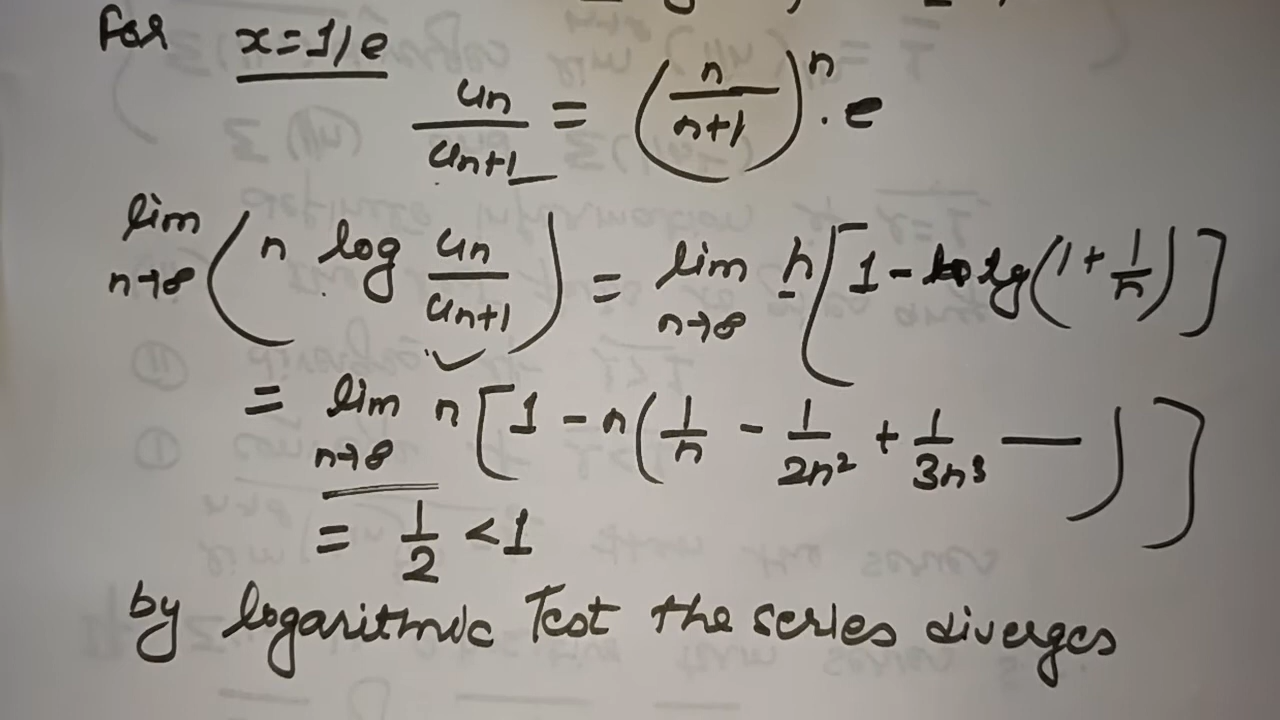 For x=1/e
un/un+1 = (n/n+1)^n . e
lim n→∞ (n log un/un+1) = lim n→∞ n[1 - log(1 + 1/n)]
= lim n→∞ n[1 - n(1/n - 1/2n² + 1/3n³ —)]
= 1/2 < 1
by logarithmic Test the series diverges